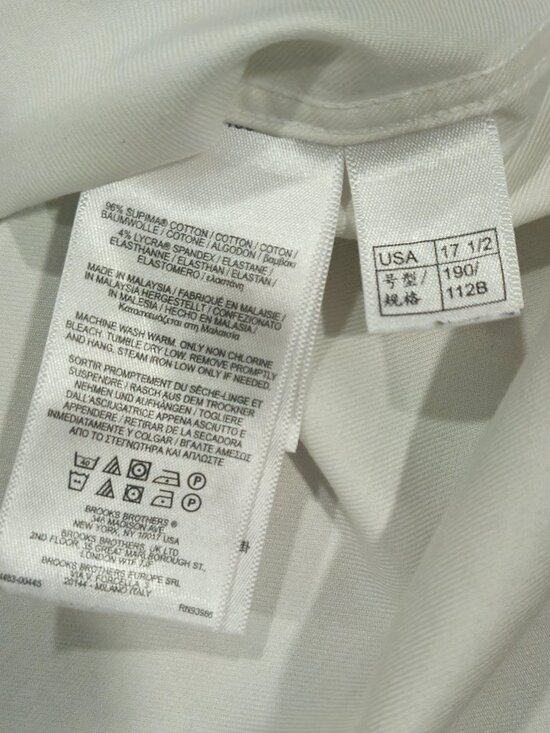 96% SUPIMA® COTTON / COTTON / COTON /
BAUMWOLLE / COTONE / ALGODON / βαμβάκι
4% LYCRA® SPANDEX / ELASTANE /
ELASTHANNE / ELASTHAN / ELASTAN /
ELASTOMERO / ελαστάνη
MADE IN MALAYSIA / FABRIQUÉ EN MALAISIE /
IN MALAYSIA HERGESTELLT / CONFEZIONATO
IN MALESIA / HECHO EN MALASIA /
Κατασκευάζεται στη Μαλαισία
MACHINE WASH WARM. ONLY NON CHLORINE
BLEACH. TUMBLE DRY LOW. REMOVE PROMPTLY
AND HANG. STEAM IRON LOW ONLY IF NEEDED
SORTIR PROMPTEMENT DU SÈCHE-LINGE ET
SUSPENDRE / RASCH AUS DEM TROCKNER
NEHMEN UND AUFHÄNGEN / TOGLIERE
DALL'ASCIUGATRICE APPENA ASCIUTTO E
APPENDERE / RETIRAR DE LA SECADORA
INMEDIATAMENTE Y COLGAR / ΒΓΑΛΤΕ ΑΜΕΣΩΣ
ΑΠΟ ΤΟ ΣΤΕΓΝΩΤΗΡΑ ΚΑΙ ΑΠΛΩΣΤΕ
40 P
P
BROOKS BROTHERS ®
346 MADISON AVE.
NEW YORK, NY 10017 USA
BROOKS BROTHERS UK LTD
2ND FLOOR, 15 GREAT MARLBOROUGH ST,
LONDON W1F 7JF
BROOKS BROTHERS EUROPE SRL
VIA V. FORCELLA, 5
20144 - MILANO ITALY
RN93986
USA 17 1/2
号型/ 190/
规格 112B